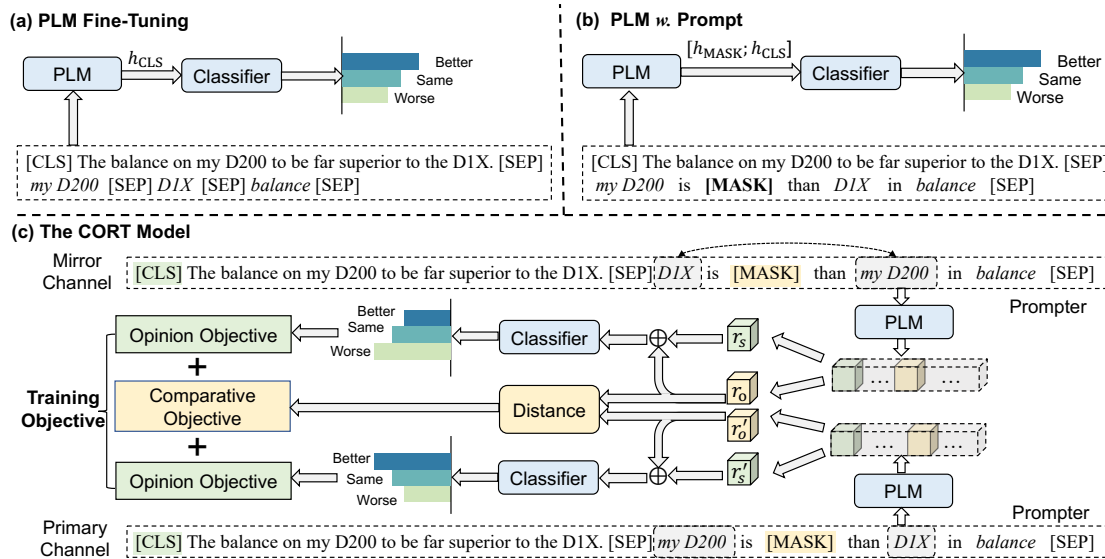 (a) PLM Fine-Tuning
PLM
h_CLS
Classifier
Better
Same
Worse
[CLS] The balance on my D200 to be far superior to the D1X. [SEP]
my D200 [SEP] D1X [SEP] balance [SEP]
(b) PLM w. Prompt
PLM
[h_MASK; h_CLS]
Classifier
Better
Same
Worse
[CLS] The balance on my D200 to be far superior to the D1X. [SEP]
my D200 is [MASK] than D1X in balance [SEP]
(c) The CORT Model
Mirror
Channel
[CLS] The balance on my D200 to be far superior to the D1X. [SEP] D1X is [MASK] than my D200 in balance [SEP]
Prompter
PLM
r_s
⊕
Classifier
Better
Same
Worse
Opinion Objective
+
Training
Objective
Comparative
Objective
Distance
r_o
r'_o
... ...
... ...
+
Opinion Objective
Better
Same
Worse
Classifier
⊕
r'_s
PLM
Prompter
Primary
Channel
[CLS] The balance on my D200 to be far superior to the D1X. [SEP] my D200 is [MASK] than D1X in balance [SEP]